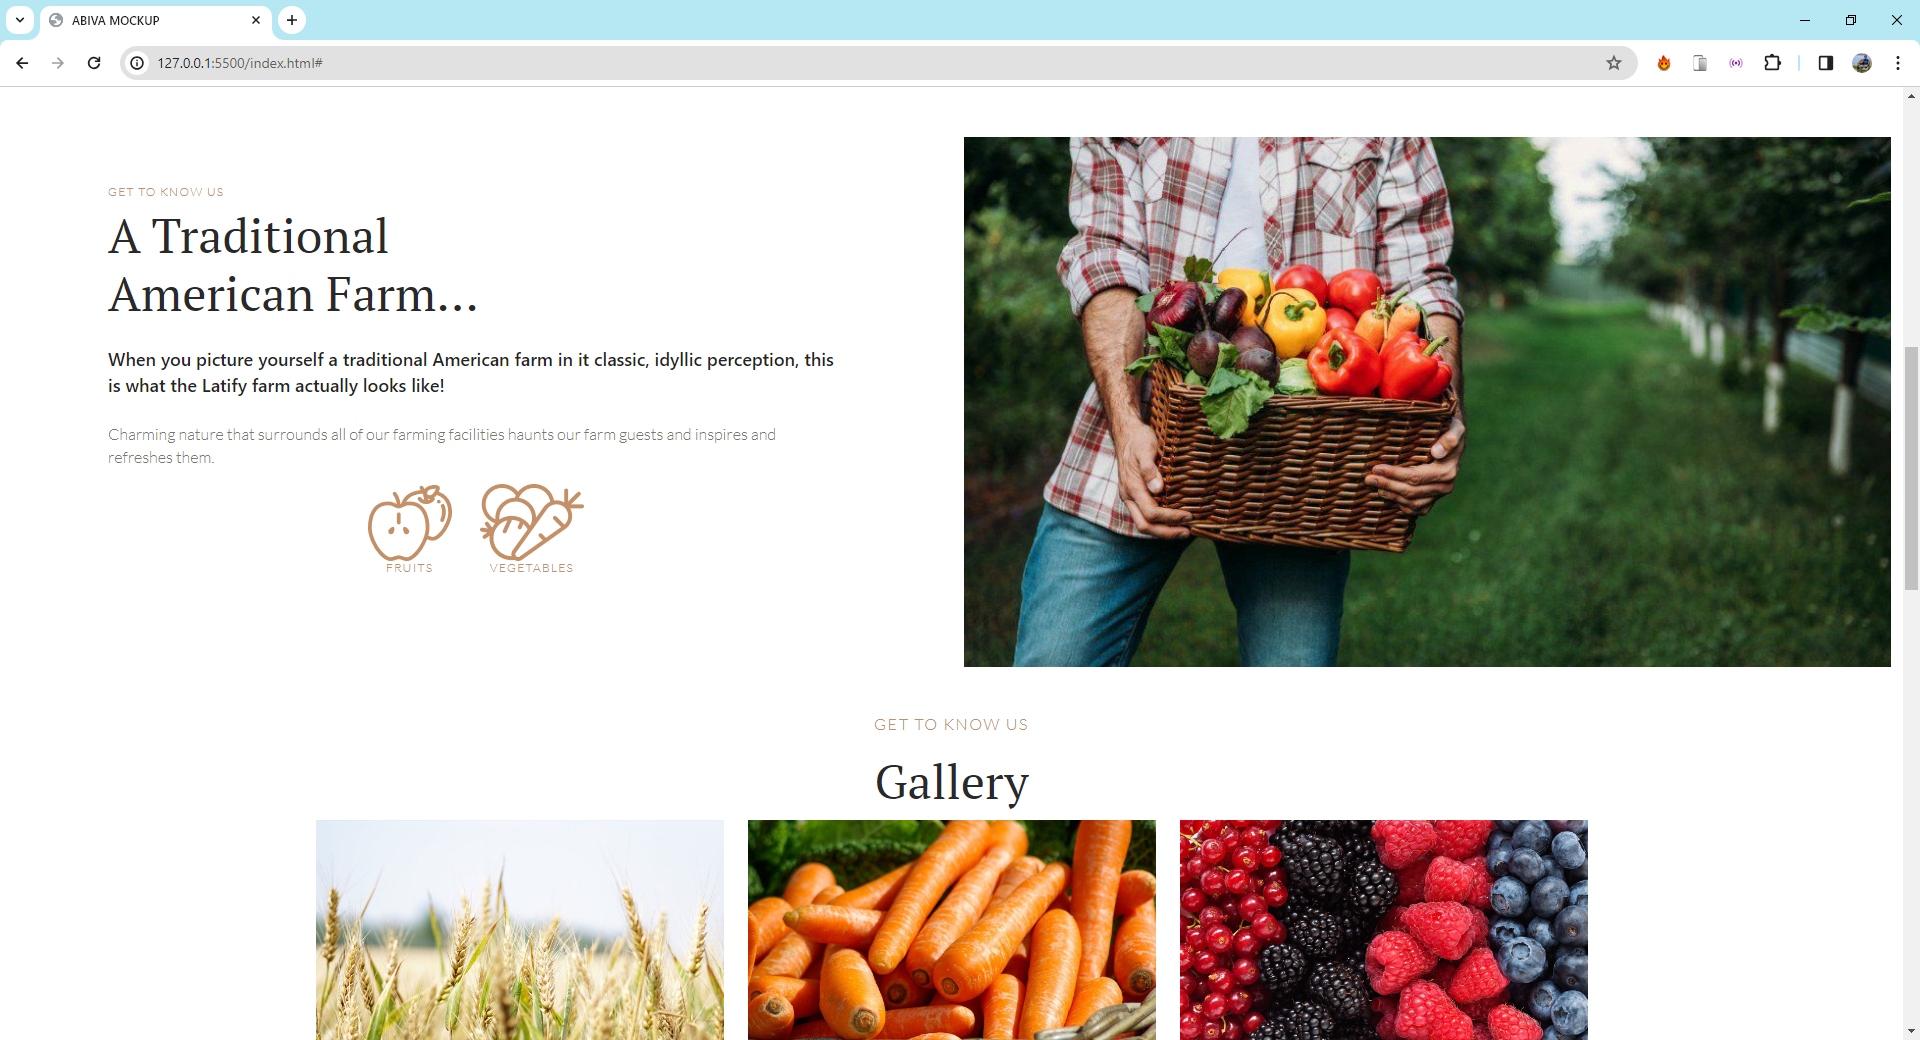 ABIVA MOCKUP
127.0.0.1:5500/index.html#
GET TO KNOW US
A Traditional
American Farm...
When you picture yourself a traditional American farm in it classic, idyllic perception, this
is what the Latify farm actually looks like!
Charming nature that surrounds all of our farming facilities haunts our farm guests and inspires and
refreshes them.
FRUITS
VEGETABLES
GET TO KNOW US
Gallery